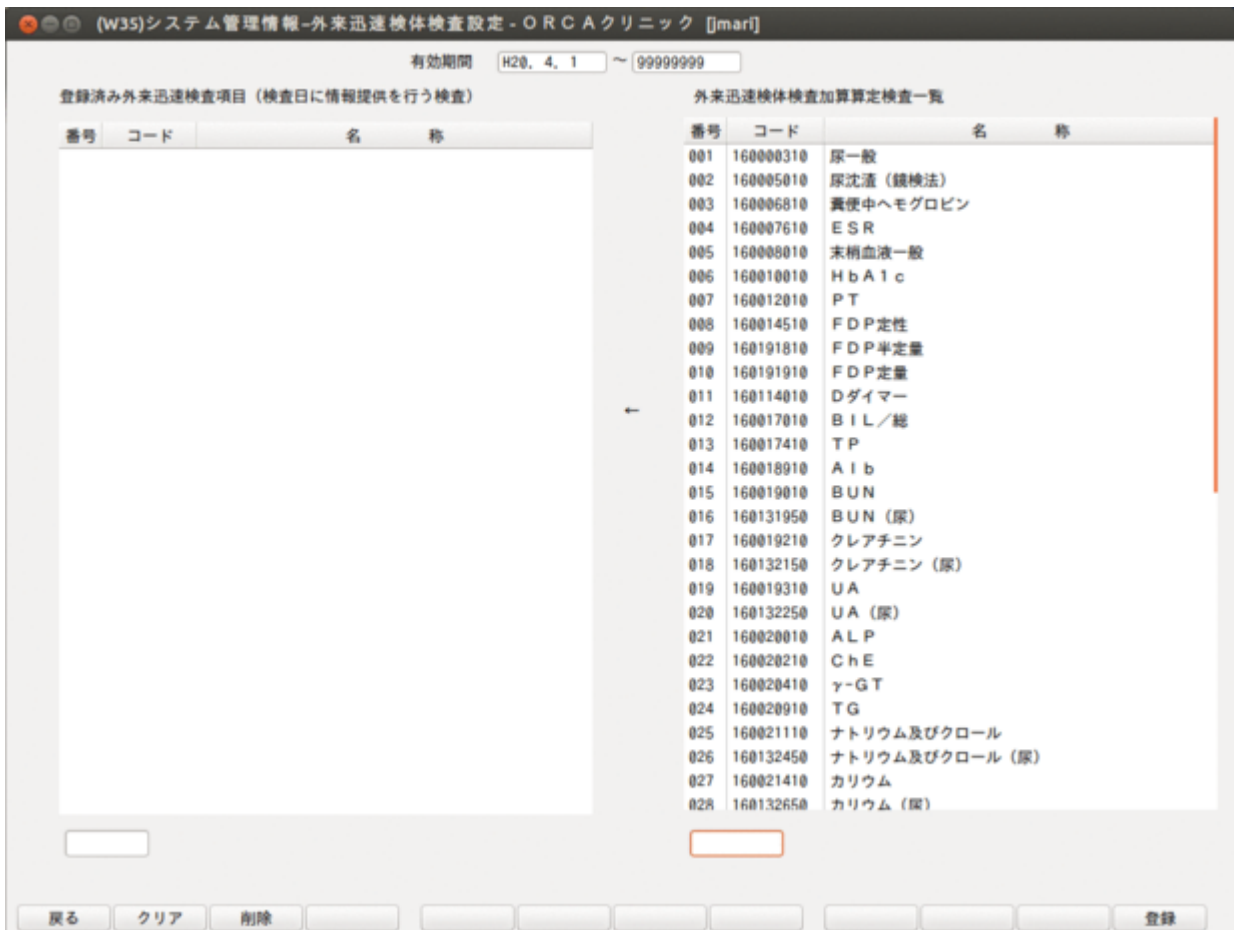 (W35)システム管理情報-外来迅速検体検査設定 - ＯＲＣＡクリニック [jmari]
有効期間 H20. 4. 1 ～ 99999999
登録済み外来迅速検査項目（検査日に情報提供を行う検査）
番号 コード 名 称
外来迅速検体検査加算算定検査一覧
番号 コード 名 称
001 160000310 尿一般
002 160005010 尿沈渣（鏡検法）
003 160006810 糞便中ヘモグロビン
004 160007610 ＥＳＲ
005 160008010 末梢血液一般
006 160010010 ＨｂＡ１ｃ
007 160012010 ＰＴ
008 160014510 ＦＤＰ定性
009 160191810 ＦＤＰ半定量
010 160191910 ＦＤＰ定量
011 160114010 Ｄダイマー
←
012 160017010 ＢＩＬ／総
013 160017410 ＴＰ
014 160018910 Ａｌｂ
015 160019010 ＢＵＮ
016 160131950 ＢＵＮ（尿）
017 160019210 クレアチニン
018 160132150 クレアチニン（尿）
019 160019310 ＵＡ
020 160132250 ＵＡ（尿）
021 160020010 ＡＬＰ
022 160020210 ＣｈＥ
023 160020410 γ-ＧＴ
024 160020910 ＴＧ
025 160021110 ナトリウム及びクロール
026 160132450 ナトリウム及びクロール（尿）
027 160021410 カリウム
028 160132650 カリウム（尿）
戻る クリア 削除 登録